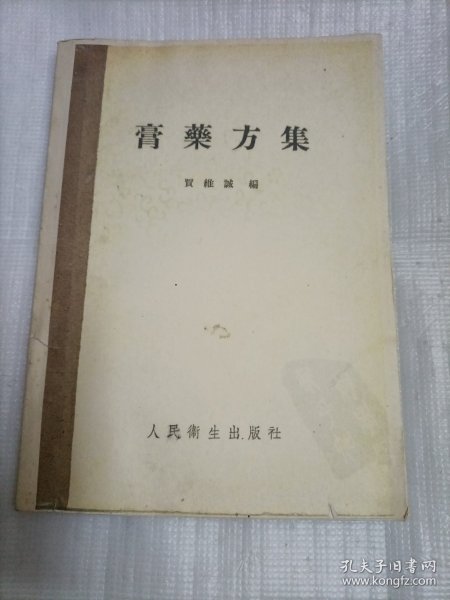 膏藥方集
賈維誠 編
人民衛生出版社
孔夫子旧书网
www.kongfz.com